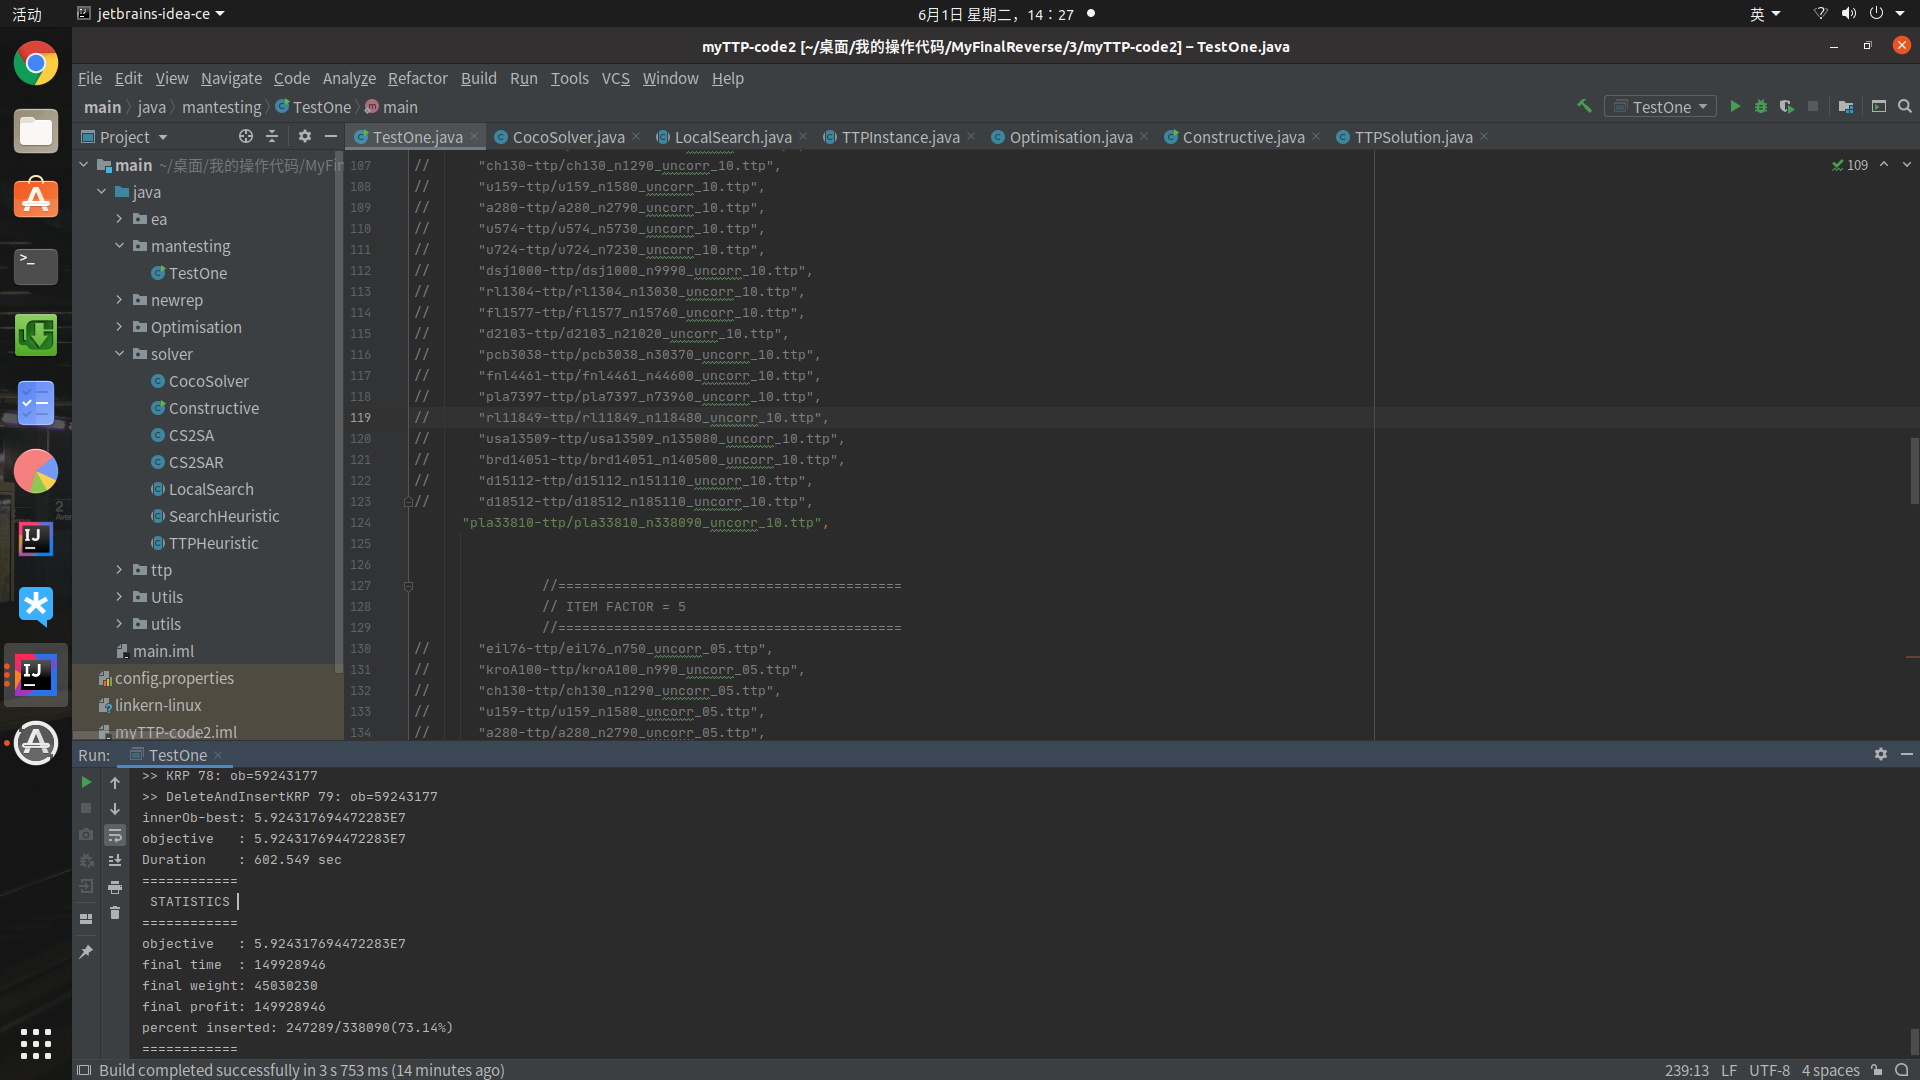 活动 jetbrains-idea-ce 6月1日 星期二，14：27 英
myTTP-code2 [~/桌面/我的操作代码/MyFinalReverse/3/myTTP-code2] – TestOne.java
File Edit View Navigate Code Analyze Refactor Build Run Tools VCS Window Help
main java mantesting TestOne main TestOne
Project TestOne.java CocoSolver.java LocalSearch.java TTPInstance.java Optimisation.java Constructive.java TTPSolution.java
main ~/桌面/我的操作代码/MyFi
java
ea
mantesting
TestOne
newrep
Optimisation
solver
CocoSolver
Constructive
CS2SA
CS2SAR
LocalSearch
SearchHeuristic
TTPHeuristic
ttp
Utils
utils
main.iml
config.properties
linkern-linux
myTTP-code2.iml
109
107 // "ch130-ttp/ch130_n1290_uncorr_10.ttp",
108 // "u159-ttp/u159_n1580_uncorr_10.ttp",
109 // "a280-ttp/a280_n2790_uncorr_10.ttp",
110 // "u574-ttp/u574_n5730_uncorr_10.ttp",
111 // "u724-ttp/u724_n7230_uncorr_10.ttp",
112 // "dsj1000-ttp/dsj1000_n9990_uncorr_10.ttp",
113 // "rl1304-ttp/rl1304_n13030_uncorr_10.ttp",
114 // "fl1577-ttp/fl1577_n15760_uncorr_10.ttp",
115 // "d2103-ttp/d2103_n21020_uncorr_10.ttp",
116 // "pcb3038-ttp/pcb3038_n30370_uncorr_10.ttp",
117 // "fnl4461-ttp/fnl4461_n44600_uncorr_10.ttp",
118 // "pla7397-ttp/pla7397_n73960_uncorr_10.ttp",
119 // "rl11849-ttp/rl11849_n118480_uncorr_10.ttp",
120 // "usa13509-ttp/usa13509_n135080_uncorr_10.ttp",
121 // "brd14051-ttp/brd14051_n140500_uncorr_10.ttp",
122 // "d15112-ttp/d15112_n151110_uncorr_10.ttp",
123 // "d18512-ttp/d18512_n185110_uncorr_10.ttp",
124 "pla33810-ttp/pla33810_n338090_uncorr_10.ttp",
125
126
127 //===========================================
128 // ITEM FACTOR = 5
129 //===========================================
130 // "eil76-ttp/eil76_n750_uncorr_05.ttp",
131 // "kroA100-ttp/kroA100_n990_uncorr_05.ttp",
132 // "ch130-ttp/ch130_n1290_uncorr_05.ttp",
133 // "u159-ttp/u159_n1580_uncorr_05.ttp",
134 // "a280-ttp/a280_n2790_uncorr_05.ttp",
Run: TestOne
>> KRP 78: ob=59243177
>> DeleteAndInsertKRP 79: ob=59243177
innerOb-best: 5.924317694472283E7
objective : 5.924317694472283E7
Duration : 602.549 sec
============
STATISTICS
============
objective : 5.924317694472283E7
final time : 149928946
final weight: 45030230
final profit: 149928946
percent inserted: 247289/338090(73.14%)
============
Build completed successfully in 3 s 753 ms (14 minutes ago) 239:13 LF UTF-8 4 spaces